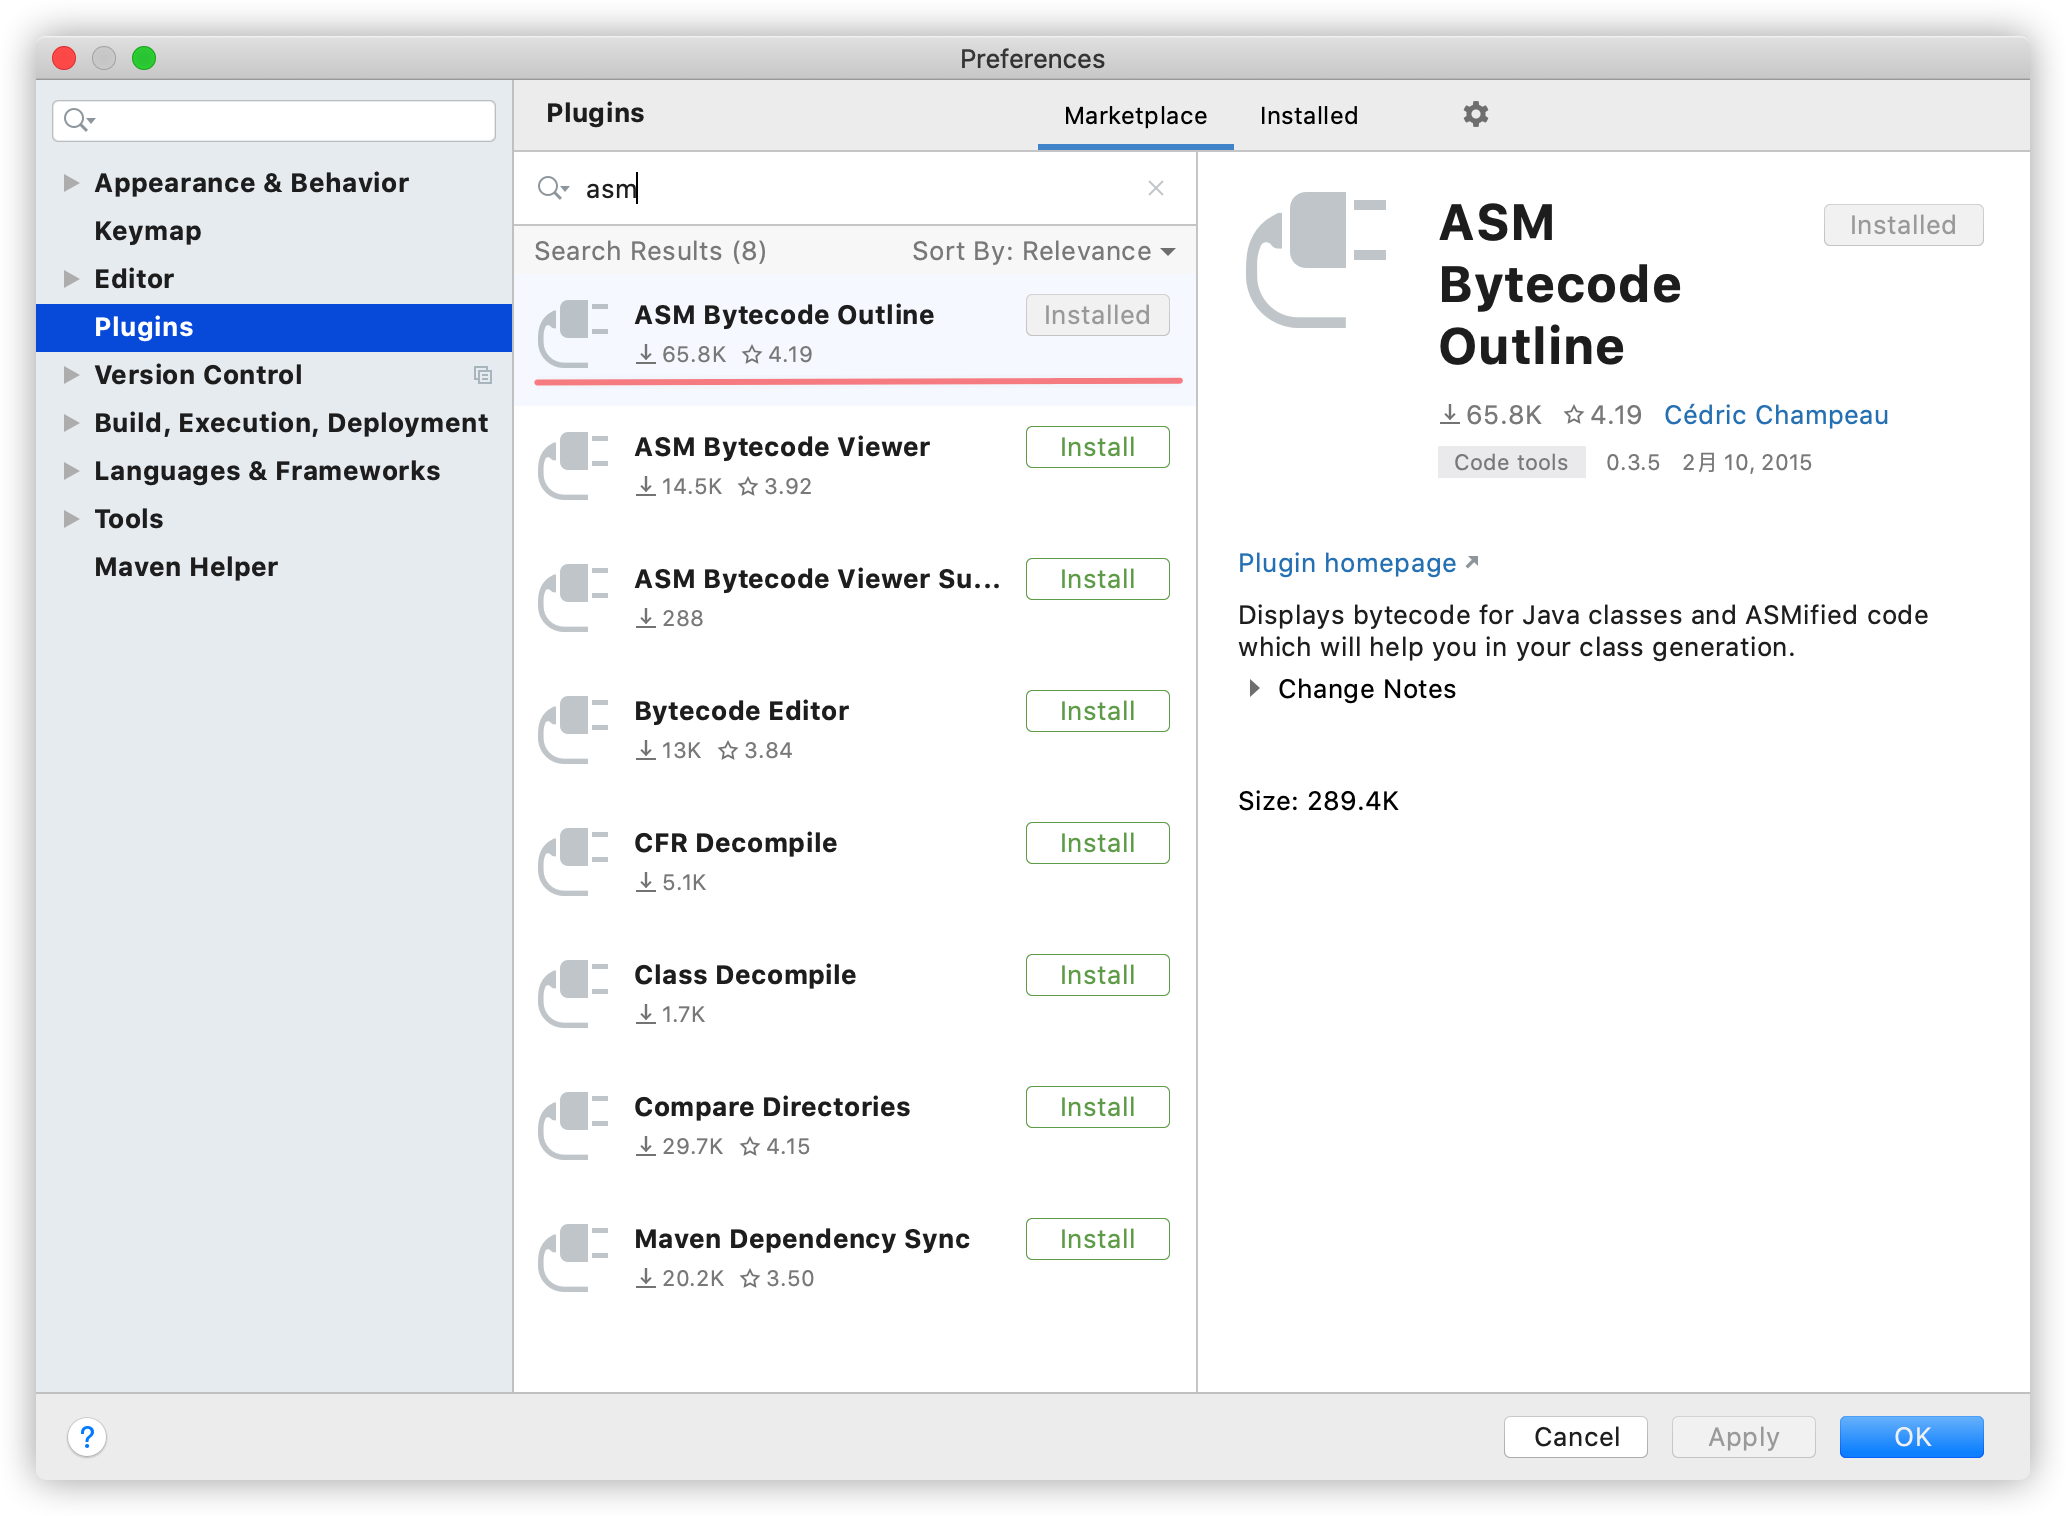 Preferences
Appearance & Behavior
Keymap
Editor
Plugins
Version Control
Build, Execution, Deployment
Languages & Frameworks
Tools
Maven Helper
Plugins
Marketplace
Installed
asm
Search Results (8)
Sort By: Relevance
ASM Bytecode Outline
Installed
65.8K 4.19
ASM Bytecode Viewer
Install
14.5K 3.92
ASM Bytecode Viewer Su...
Install
288
Bytecode Editor
Install
13K 3.84
CFR Decompile
Install
5.1K
Class Decompile
Install
1.7K
Compare Directories
Install
29.7K 4.15
Maven Dependency Sync
Install
20.2K 3.50
ASM
Bytecode
Outline
Installed
65.8K 4.19 Cédric Champeau
Code tools 0.3.5 2月 10, 2015
Plugin homepage
Displays bytecode for Java classes and ASMified code
which will help you in your class generation.
Change Notes
Size: 289.4K
?
Cancel
Apply
OK